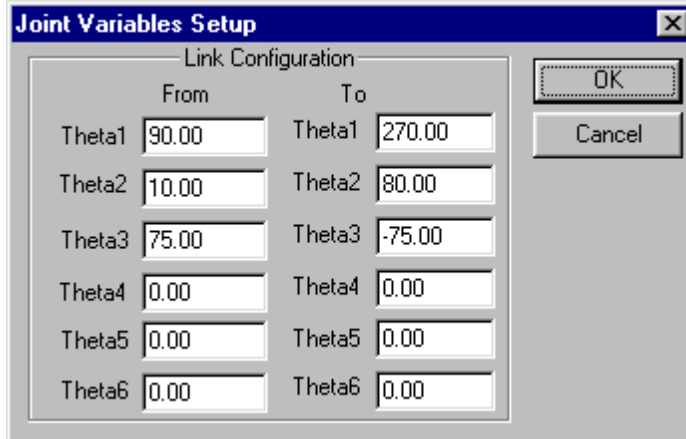 Joint Variables Setup
Link Configuration
From To
Theta1 90.00 Theta1 270.00
Theta2 10.00 Theta2 80.00
Theta3 75.00 Theta3 -75.00
Theta4 0.00 Theta4 0.00
Theta5 0.00 Theta5 0.00
Theta6 0.00 Theta6 0.00
OK
Cancel